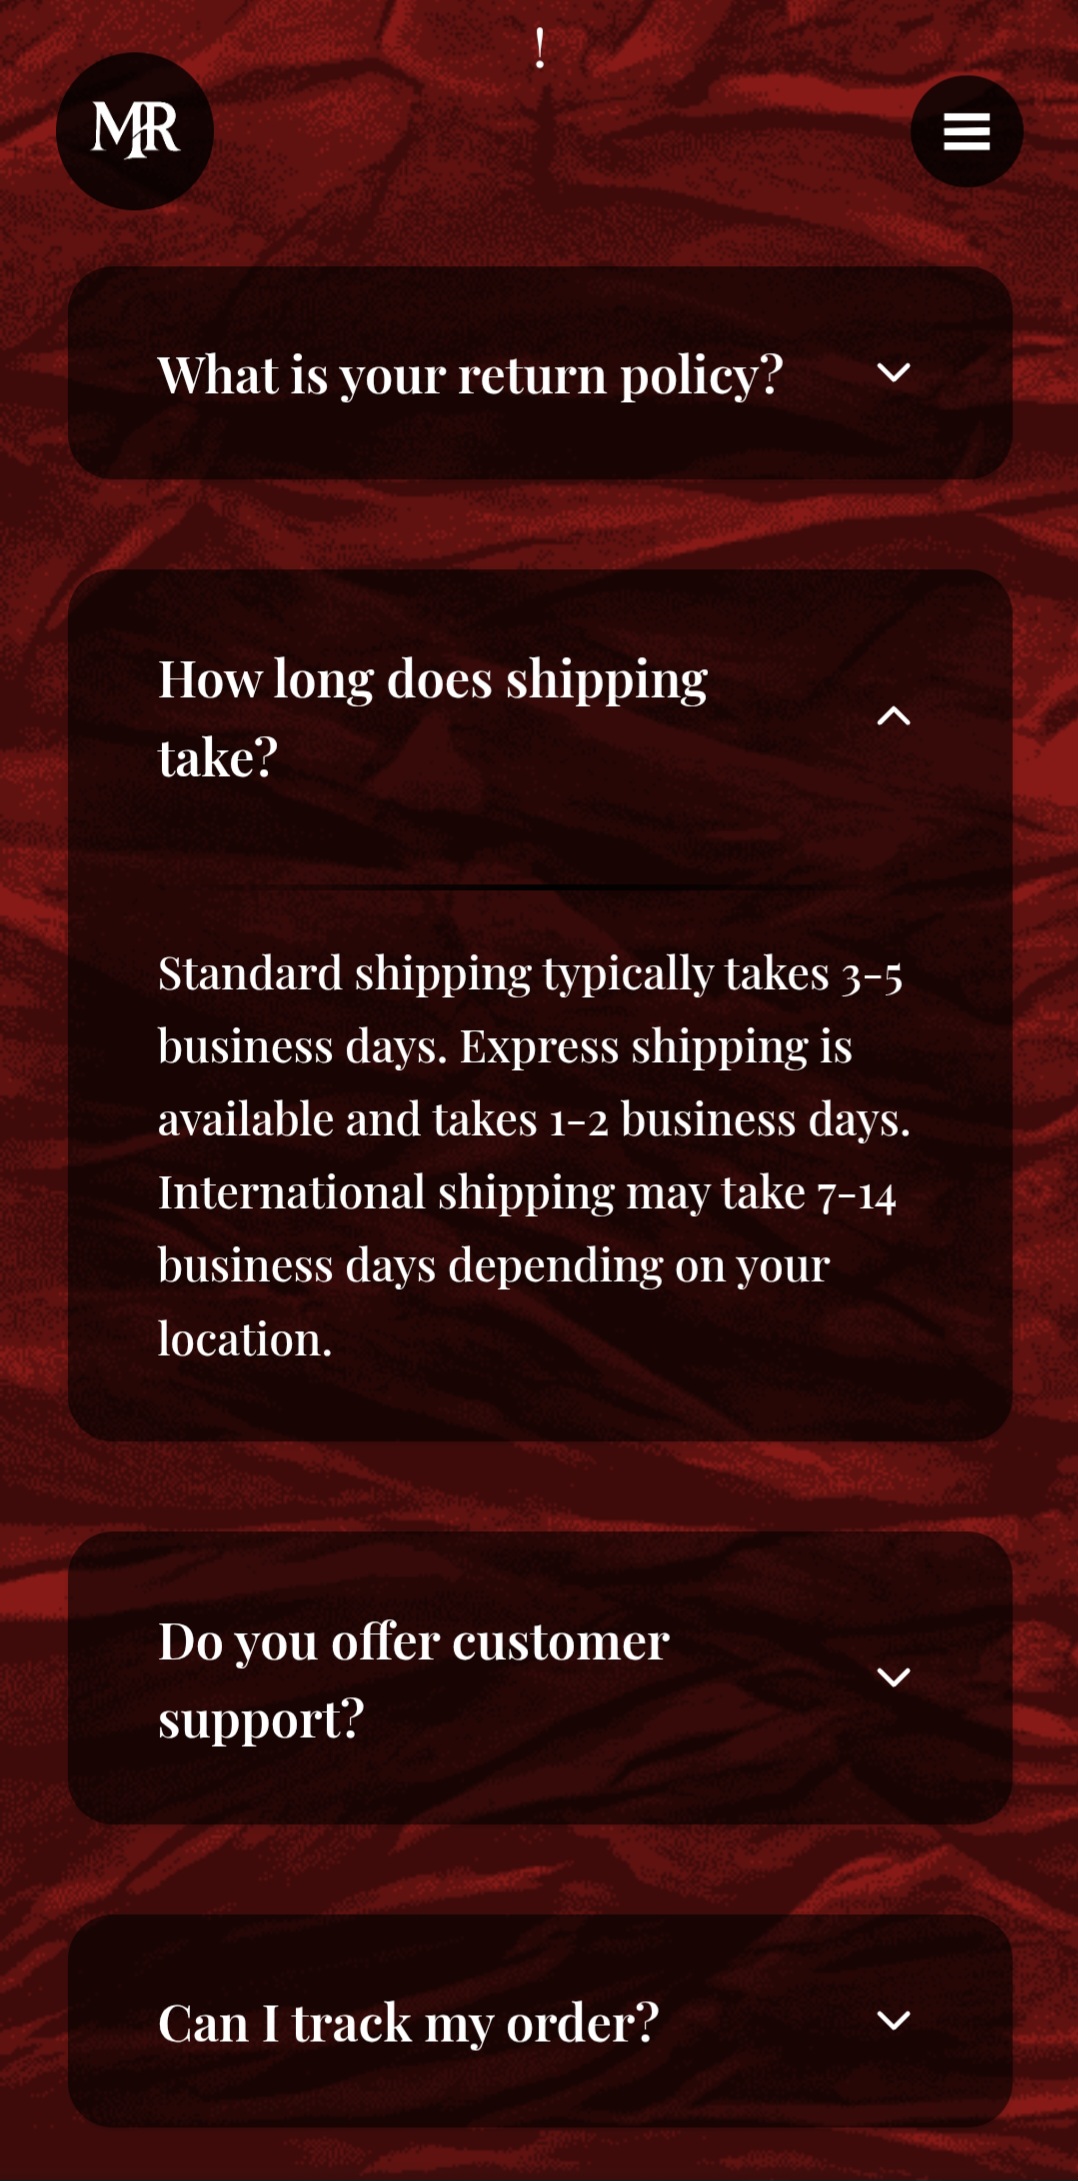 !
MR
What is your return policy?
How long does shipping
take?
Standard shipping typically takes 3-5
business days. Express shipping is
available and takes 1-2 business days.
International shipping may take 7-14
business days depending on your
location.
Do you offer customer
support?
Can I track my order?